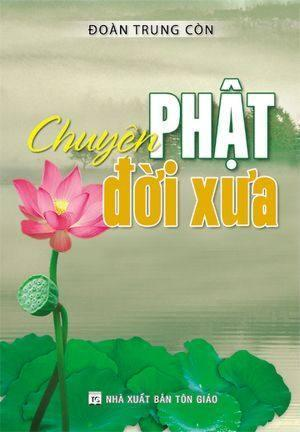 ĐOÀN TRUNG CÒN
Chuyện PHẬT
đời xưa
NHÀ XUẤT BẢN TÔN GIÁO